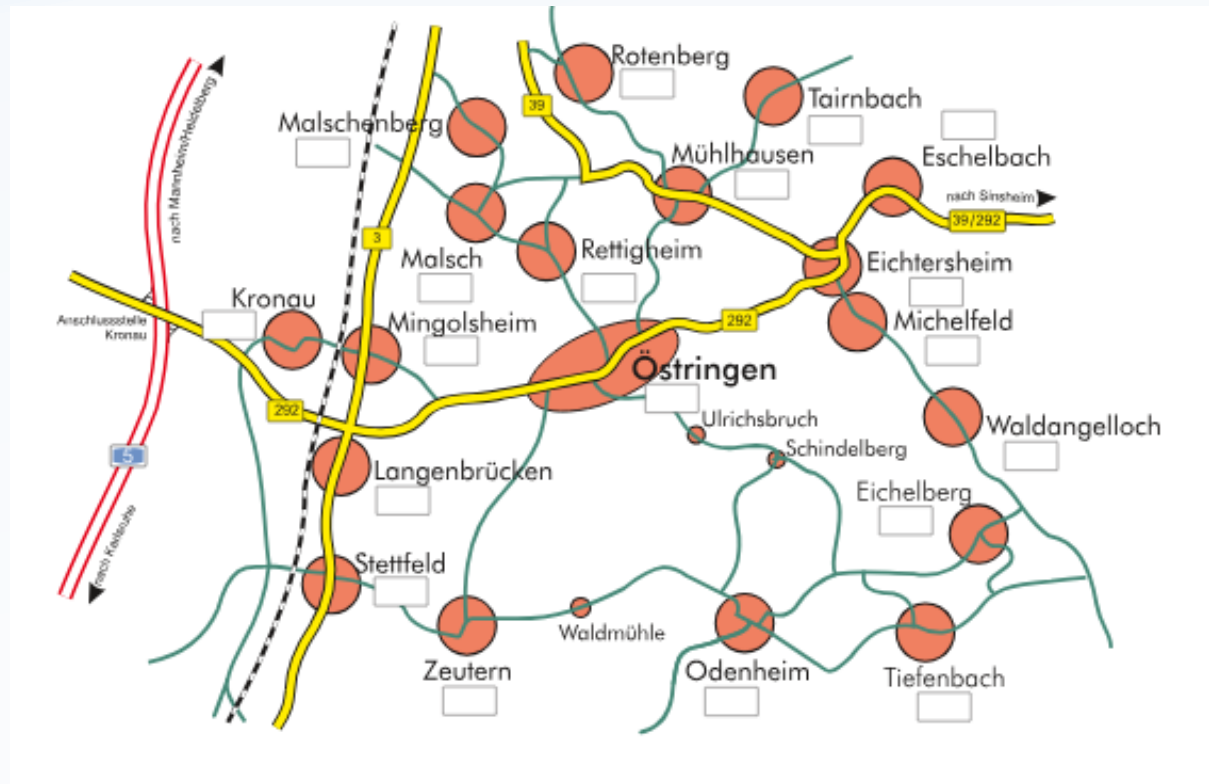 Rotenberg
Tairnbach
39
Malschenberg
Mühlhausen
Eschelbach
nach Mannheim/Heidelberg
nach Sinsheim
39/292
3
Malsch
Rettigheim
Eichtersheim
Kronau
Anschlussstelle
Kronau
Mingolsheim
292
Michelfeld
Östringen
292
Ulrichsbruch
Waldangelloch
Schindelberg
5
Langenbrücken
Eichelberg
nach Karlsruhe
Stettfeld
Waldmühle
Zeutern
Odenheim
Tiefenbach